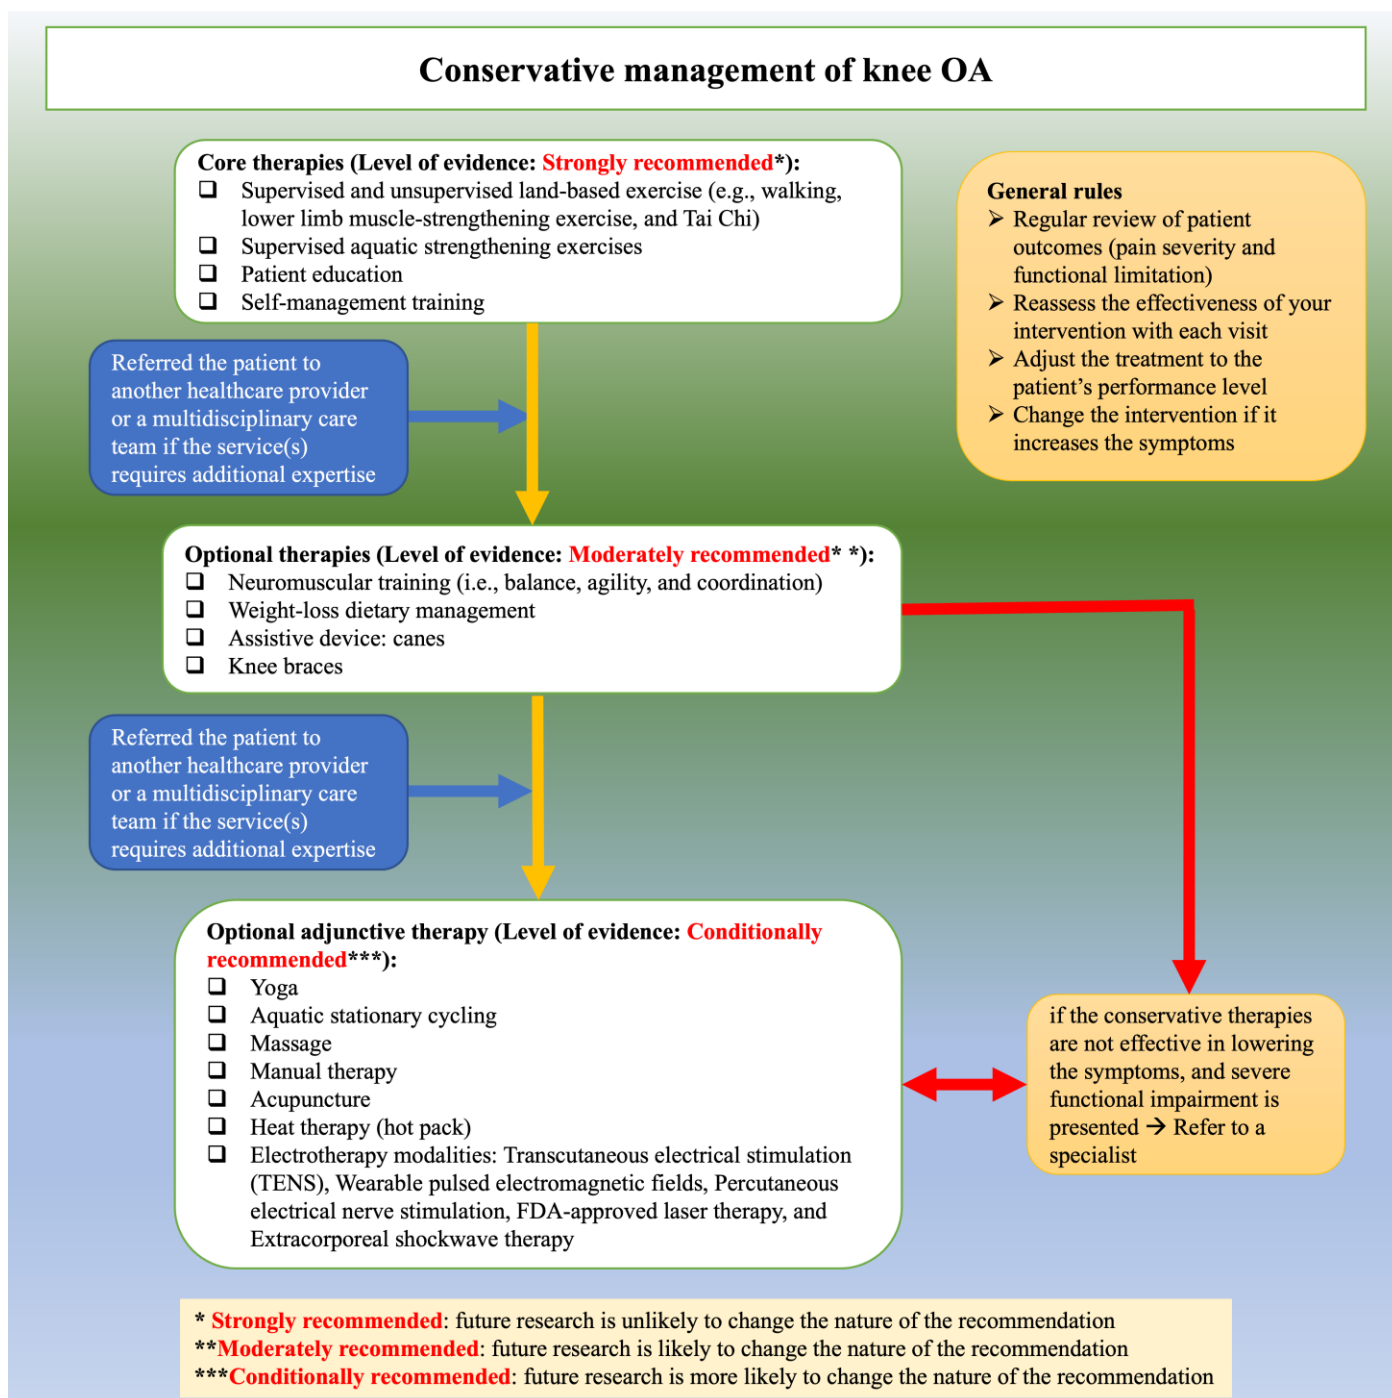 Conservative management of knee OA
Core therapies (Level of evidence: Strongly recommended*):
❑ Supervised and unsupervised land-based exercise (e.g., walking,
lower limb muscle-strengthening exercise, and Tai Chi)
❑ Supervised aquatic strengthening exercises
❑ Patient education
❑ Self-management training
General rules
➢ Regular review of patient
outcomes (pain severity and
functional limitation)
➢ Reassess the effectiveness of your
intervention with each visit
➢ Adjust the treatment to the
patient’s performance level
➢ Change the intervention if it
increases the symptoms
Referred the patient to
another healthcare provider
or a multidisciplinary care
team if the service(s)
requires additional expertise
Optional therapies (Level of evidence: Moderately recommended* *):
❑ Neuromuscular training (i.e., balance, agility, and coordination)
❑ Weight-loss dietary management
❑ Assistive device: canes
❑ Knee braces
Referred the patient to
another healthcare provider
or a multidisciplinary care
team if the service(s)
requires additional expertise
Optional adjunctive therapy (Level of evidence: Conditionally
recommended***):
❑ Yoga
❑ Aquatic stationary cycling
❑ Massage
❑ Manual therapy
❑ Acupuncture
❑ Heat therapy (hot pack)
❑ Electrotherapy modalities: Transcutaneous electrical stimulation
(TENS), Wearable pulsed electromagnetic fields, Percutaneous
electrical nerve stimulation, FDA-approved laser therapy, and
Extracorporeal shockwave therapy
if the conservative therapies
are not effective in lowering
the symptoms, and severe
functional impairment is
presented → Refer to a
specialist
* Strongly recommended: future research is unlikely to change the nature of the recommendation
**Moderately recommended: future research is likely to change the nature of the recommendation
***Conditionally recommended: future research is more likely to change the nature of the recommendation